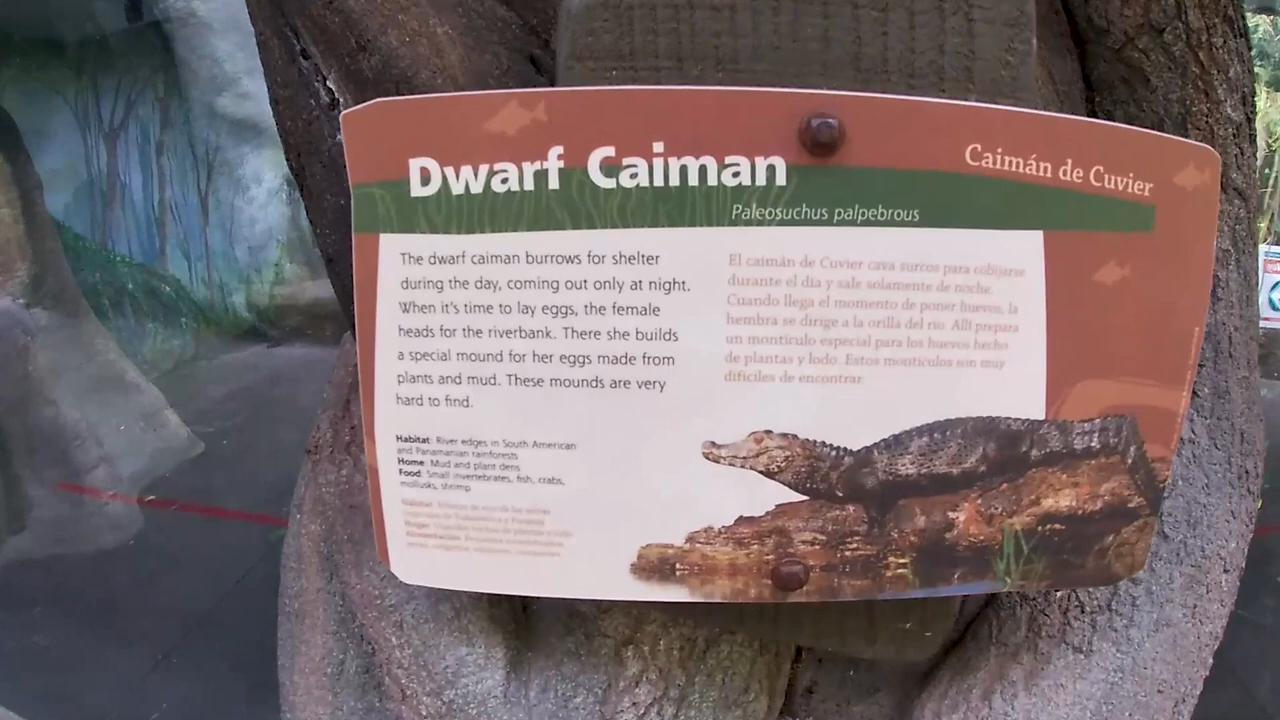 Dwarf Caiman
Caimán de Cuvier
Paleosuchus palpebrous
The dwarf caiman burrows for shelter
during the day, coming out only at night.
When it's time to lay eggs, the female
heads for the riverbank. There she builds
a special mound for her eggs made from
plants and mud. These mounds are very
hard to find.
El caimán de Cuvier cava surcos para cobijarse
durante el día y sale solamente de noche.
Cuando llega el momento de poner huevos, la
hembra se dirige a la orilla del río. Allí prepara
un montículo especial para los huevos hecho
de plantas y lodo. Estos montículos son muy
difíciles de encontrar.
Habitat: River edges in South American
and Panamanian rainforests
Home: Mud and plant dens
Food: Small invertebrates, fish, crabs,
mollusks, shrimp